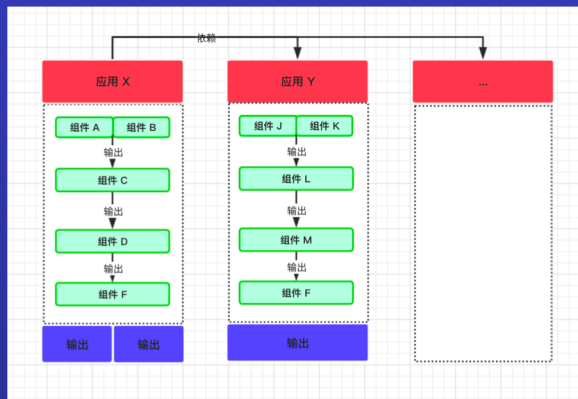 依赖
应用 X
应用 Y
...
组件 A
组件 B
组件 J
组件 K
输出
输出
组件 C
组件 L
输出
输出
组件 D
组件 M
输出
输出
组件 F
组件 F
输出
输出
输出